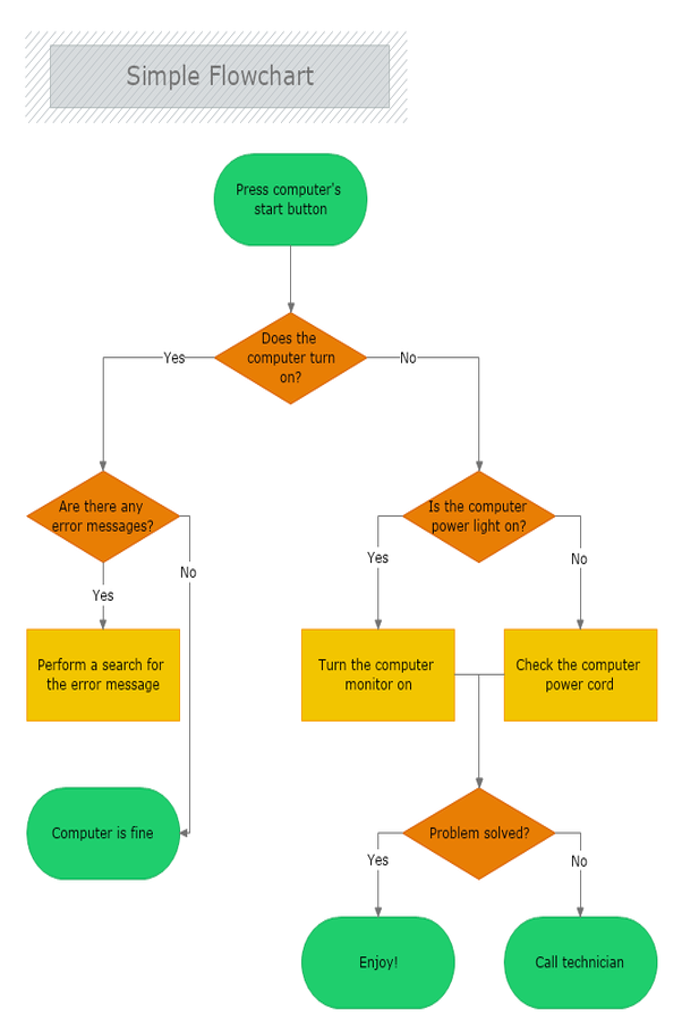 Simple Flowchart
Press computer's
start button
Does the
computer turn
on?
Yes
No
Are there any
error messages?
Is the computer
power light on?
Yes
No
Yes
No
Perform a search for
the error message
Turn the computer
monitor on
Check the computer
power cord
Computer is fine
Problem solved?
Yes
No
Enjoy!
Call technician